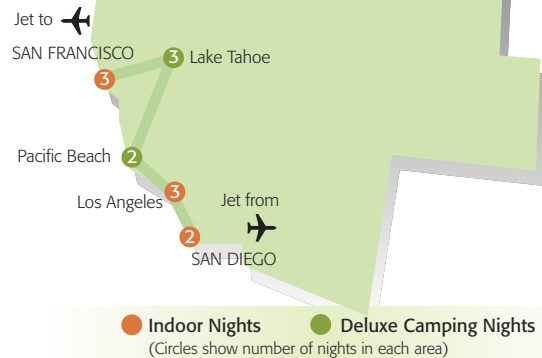 Jet to
SAN FRANCISCO
3
3
Lake Tahoe
Pacific Beach
2
Los Angeles
3
Jet from
2
SAN DIEGO
Indoor Nights
Deluxe Camping Nights
(Circles show number of nights in each area)